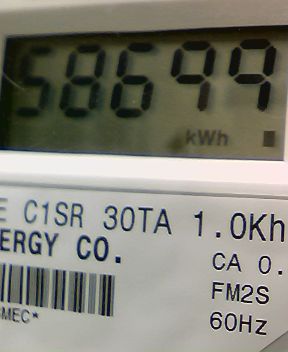 58699
kWh
E C1SR 30TA 1.0Kh
ERGY CO.
CA 0.
FM2S
MEC*
60Hz